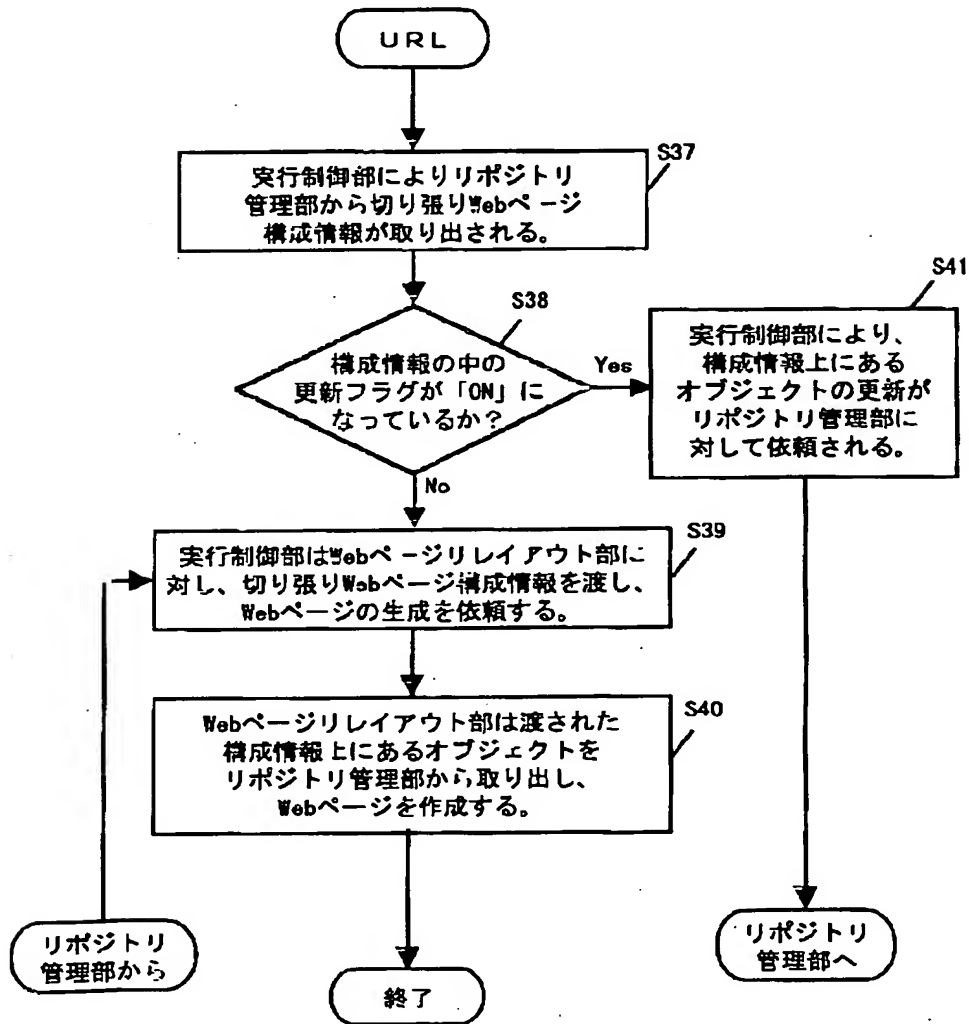 URL
S37
実行制御部によりリポジトリ
管理部から切り張りWebページ
構成情報が取り出される。
S38
構成情報の中の
更新フラグが「ON」に
なっているか？
Yes
No
S41
実行制御部により、
構成情報上にある
オブジェクトの更新が
リポジトリ管理部に
対して依頼される。
S39
実行制御部はWebページリレイアウト部に
対し、切り張りWebページ構成情報を渡し、
Webページの生成を依頼する。
S40
Webページリレイアウト部は渡された
構成情報上にあるオブジェクトを
リポジトリ管理部から取り出し、
Webページを作成する。
リポジトリ
管理部から
終了
リポジトリ
管理部へ